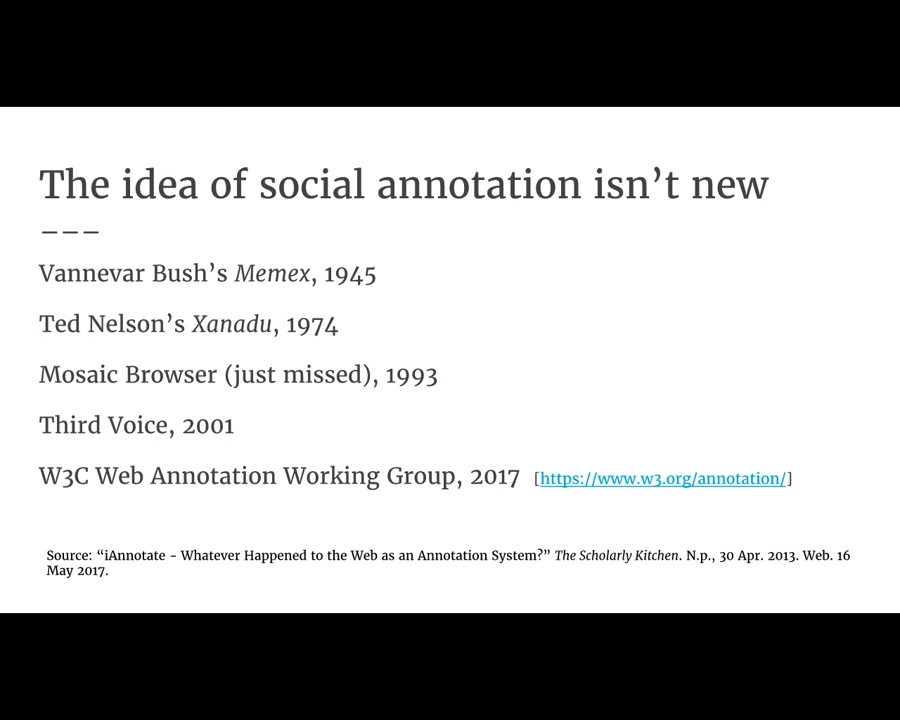 The idea of social annotation isn’t new
Vannevar Bush’s Memex, 1945
Ted Nelson’s Xanadu, 1974
Mosaic Browser (just missed), 1993
Third Voice, 2001
W3C Web Annotation Working Group, 2017 [https://www.w3.org/annotation/]
Source: “iAnnotate - Whatever Happened to the Web as an Annotation System?” The Scholarly Kitchen. N.p., 30 Apr. 2013. Web. 16
May 2017.